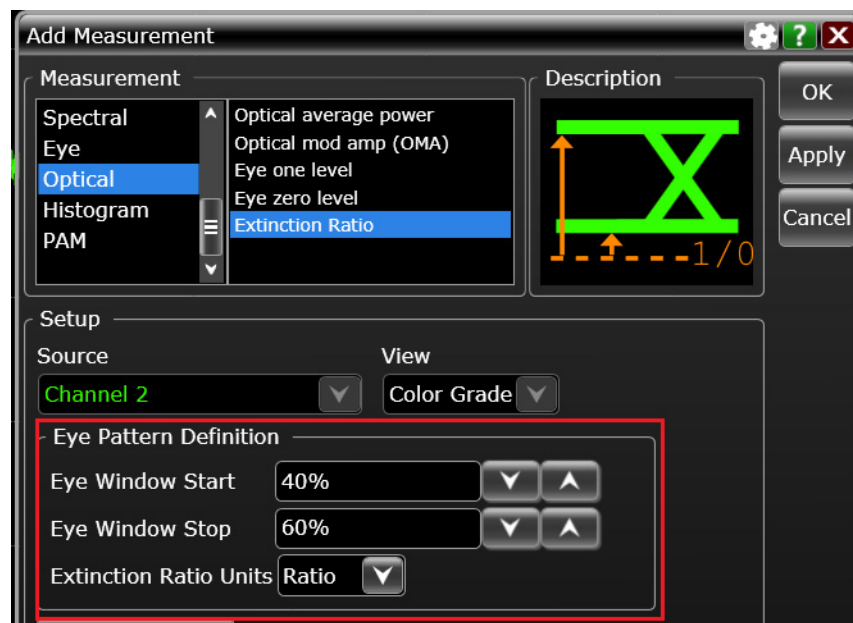 Add Measurement
?
X
Measurement
Spectral
Eye
Optical
Histogram
PAM
Optical average power
Optical mod amp (OMA)
Eye one level
Eye zero level
Extinction Ratio
Description
1/0
OK
Apply
Cancel
Setup
Source
View
Channel 2
Color Grade
Eye Pattern Definition
Eye Window Start 40%
Eye Window Stop 60%
Extinction Ratio Units Ratio